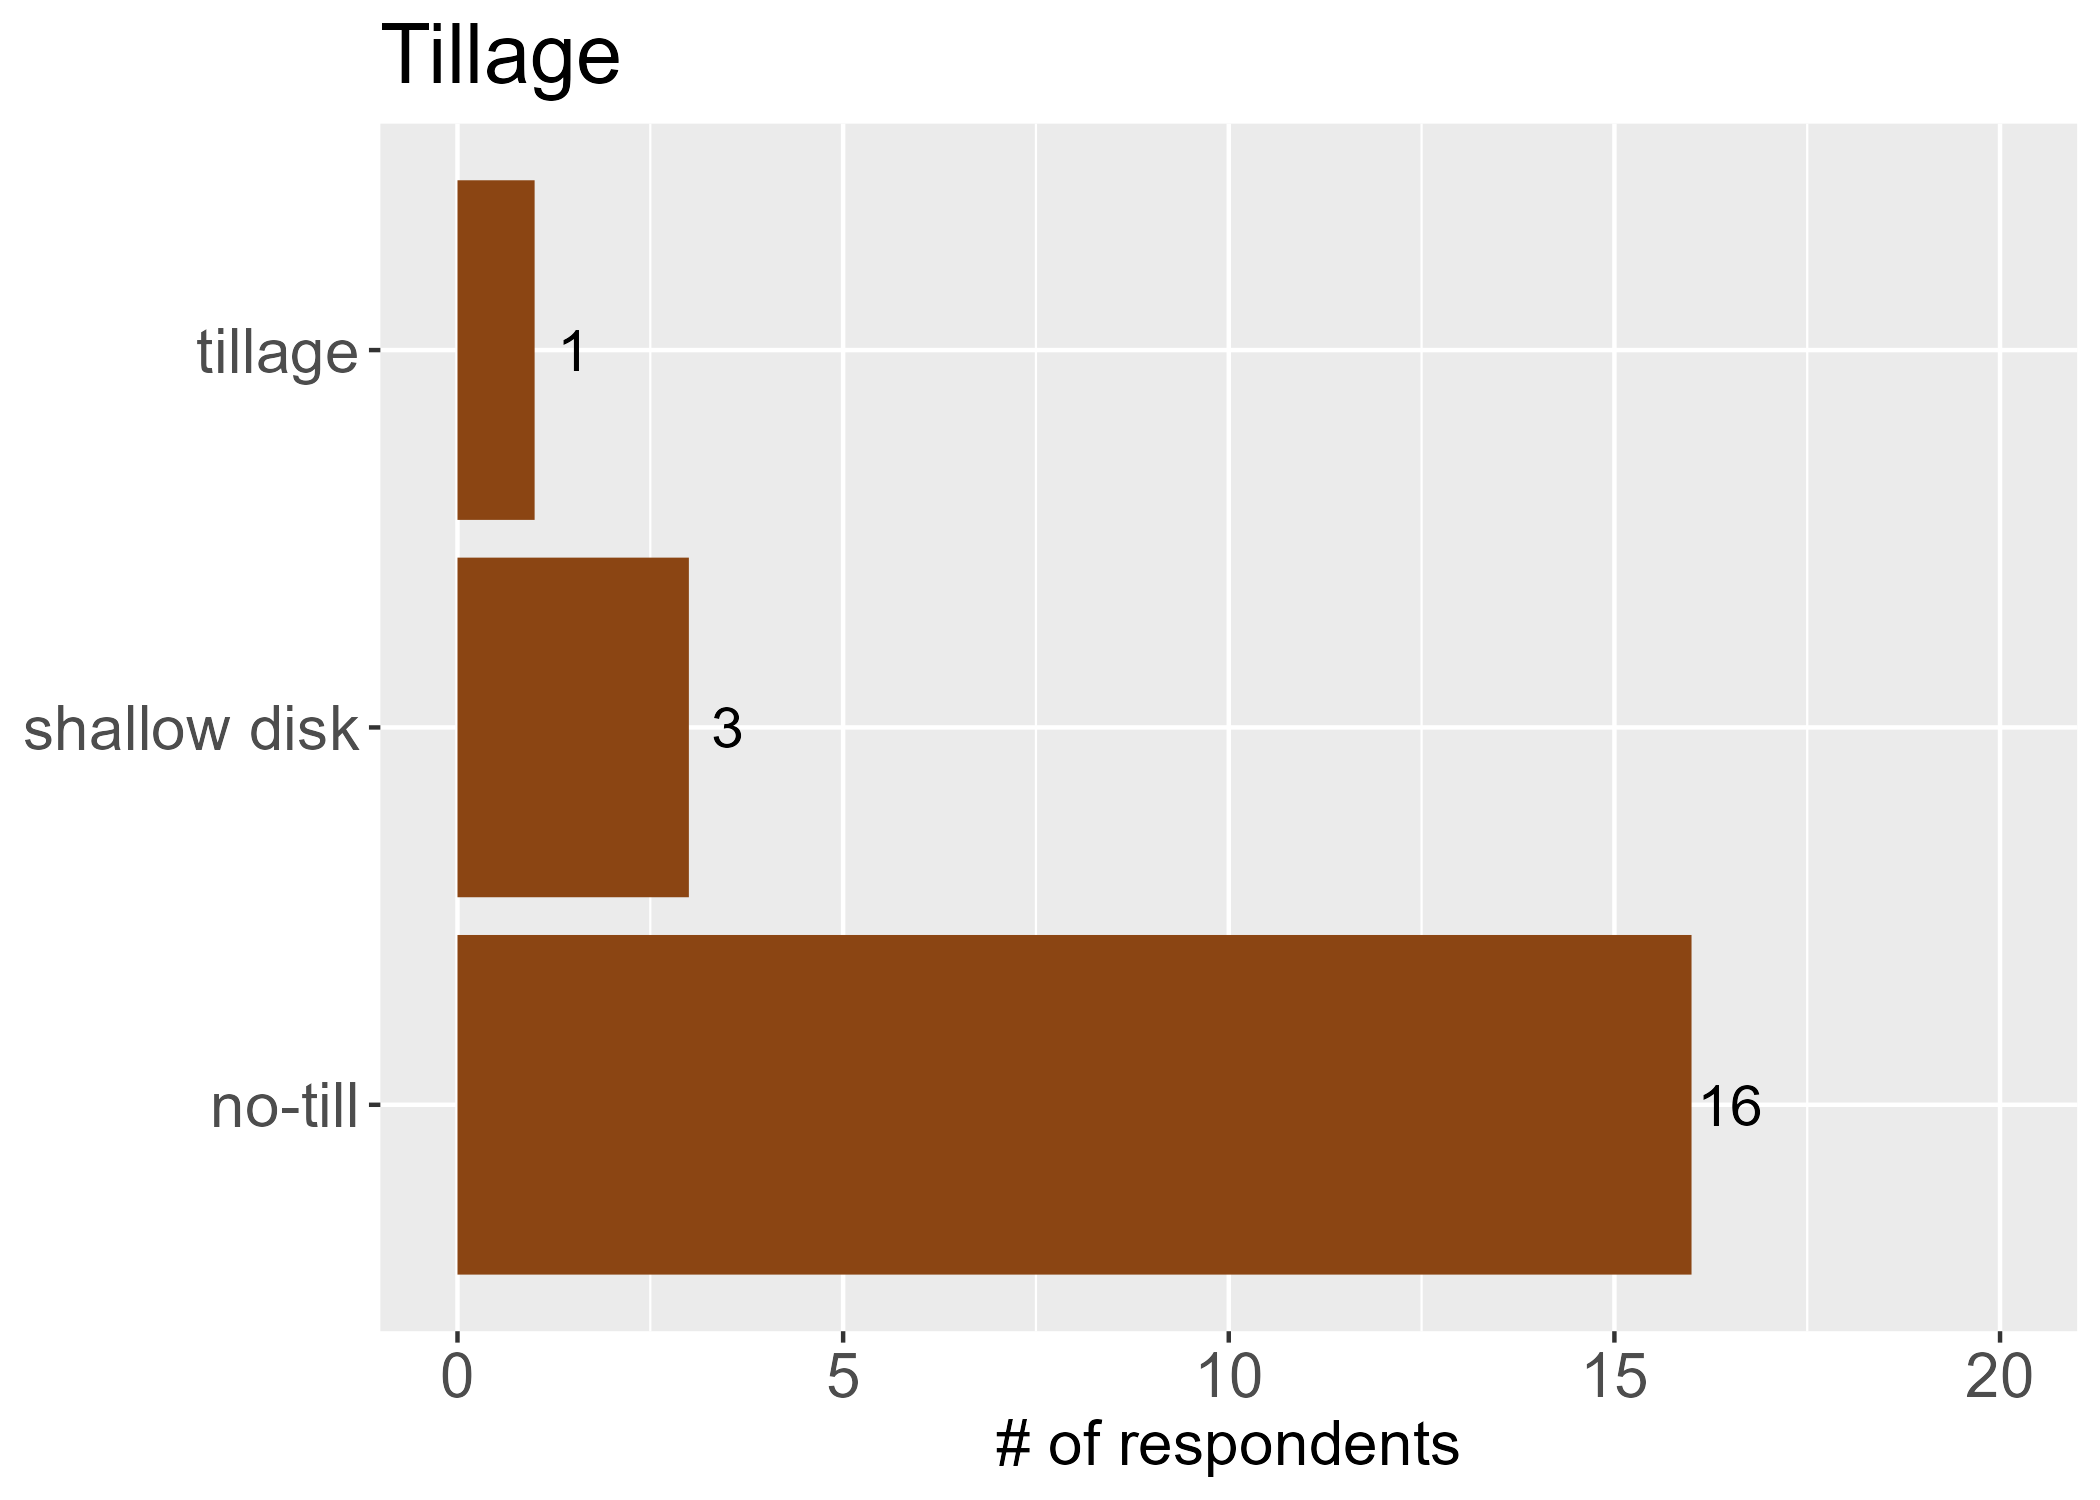 Tillage
tillage
1
shallow disk
3
no-till
16
0 5 10 15 20
# of respondents